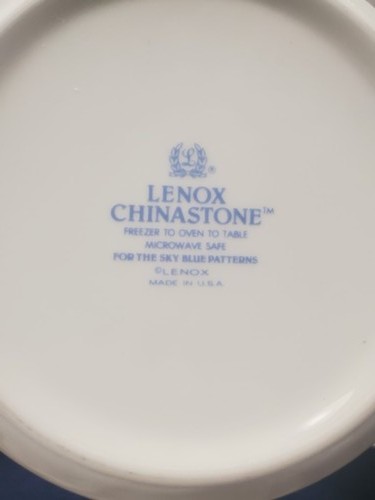 L ®
LENOX
CHINASTONE™
FREEZER TO OVEN TO TABLE
MICROWAVE SAFE
FOR THE SKY BLUE PATTERNS
©LENOX
MADE IN U.S.A.